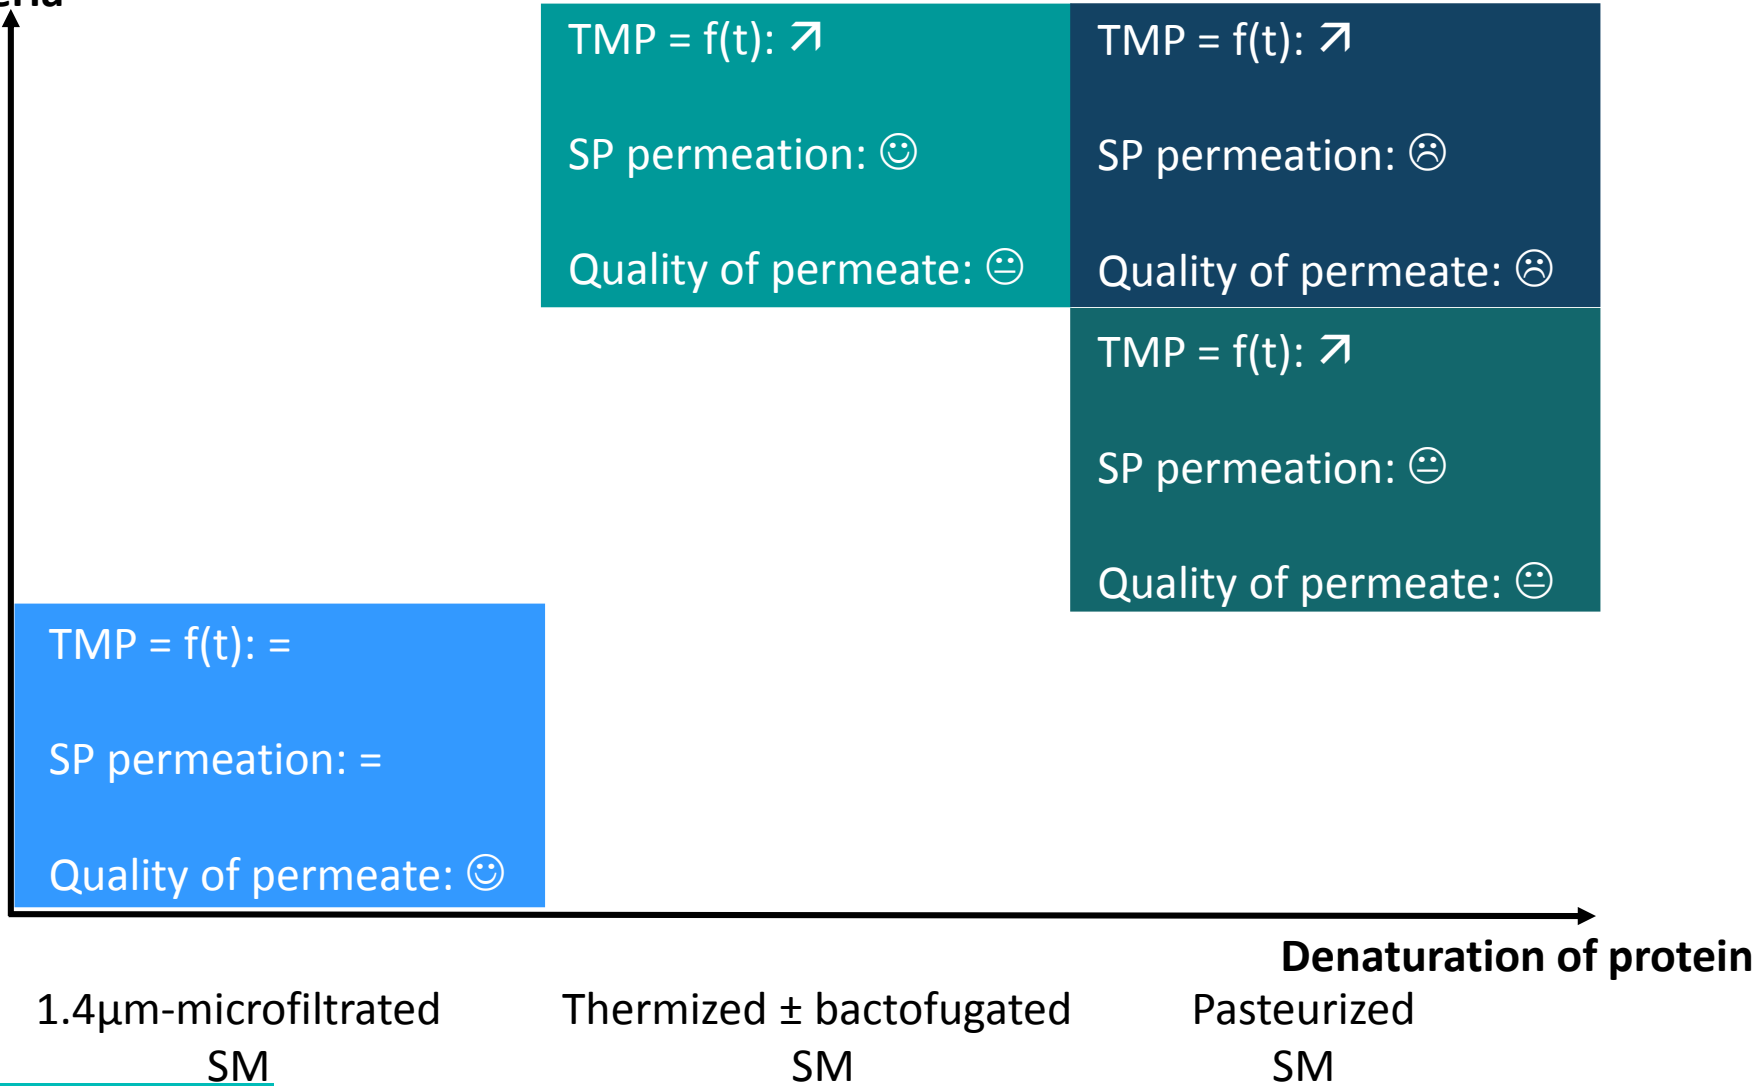 TMP = f(t): ↗
SP permeation: ☺
Quality of permeate: 😐
TMP = f(t): ↗
SP permeation: ☹
Quality of permeate: ☹
TMP = f(t): ↗
SP permeation: 😐
Quality of permeate: 😐
TMP = f(t): =
SP permeation: =
Quality of permeate: ☺
Denaturation of protein
1.4µm-microfiltrated
SM
Thermized ± bactofugated
SM
Pasteurized
SM